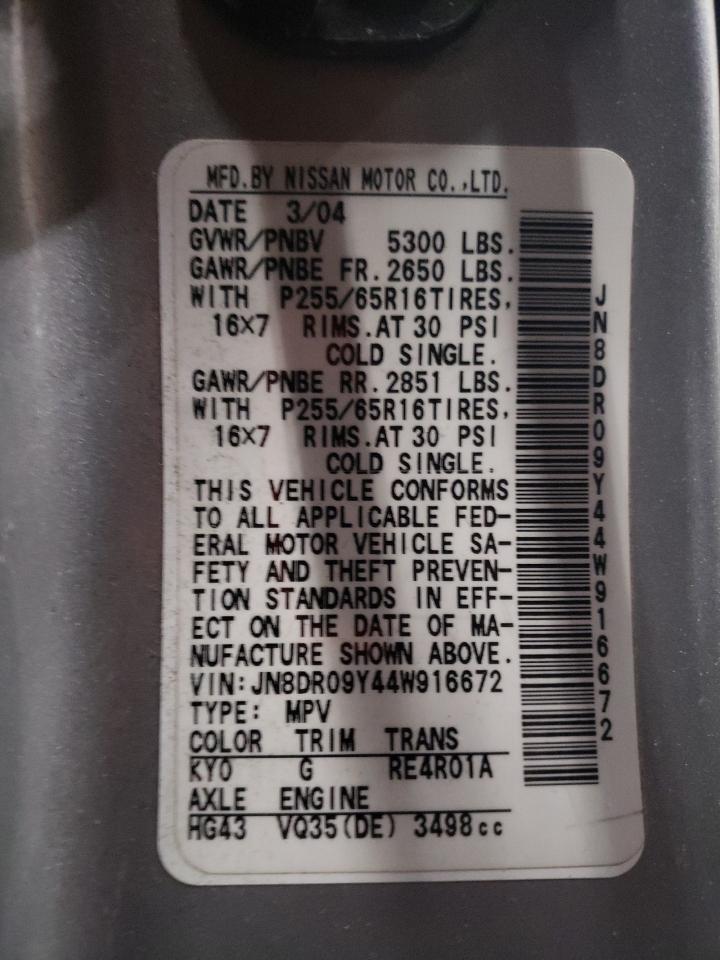 MFD.BY NISSAN MOTOR CO.,LTD.
DATE 3/04
GVWR/PNBV 5300 LBS.
GAWR/PNBE FR.2650 LBS.
WITH P255/65R16TIRES,
16×7 RIMS.AT 30 PSI
COLD SINGLE.
GAWR/PNBE RR.2851 LBS.
WITH P255/65R16TIRES,
16×7 RIMS.AT 30 PSI
COLD SINGLE.
THIS VEHICLE CONFORMS
TO ALL APPLICABLE FED-
ERAL MOTOR VEHICLE SA-
FETY AND THEFT PREVEN-
TION STANDARDS IN EFF-
ECT ON THE DATE OF MA-
NUFACTURE SHOWN ABOVE.
VIN:JN8DR09Y44W916672
TYPE: MPV
COLOR TRIM TRANS
KY0 G RE4R01A
AXLE ENGINE
HG43 VQ35(DE) 3498cc
JN8DR09Y44W916672